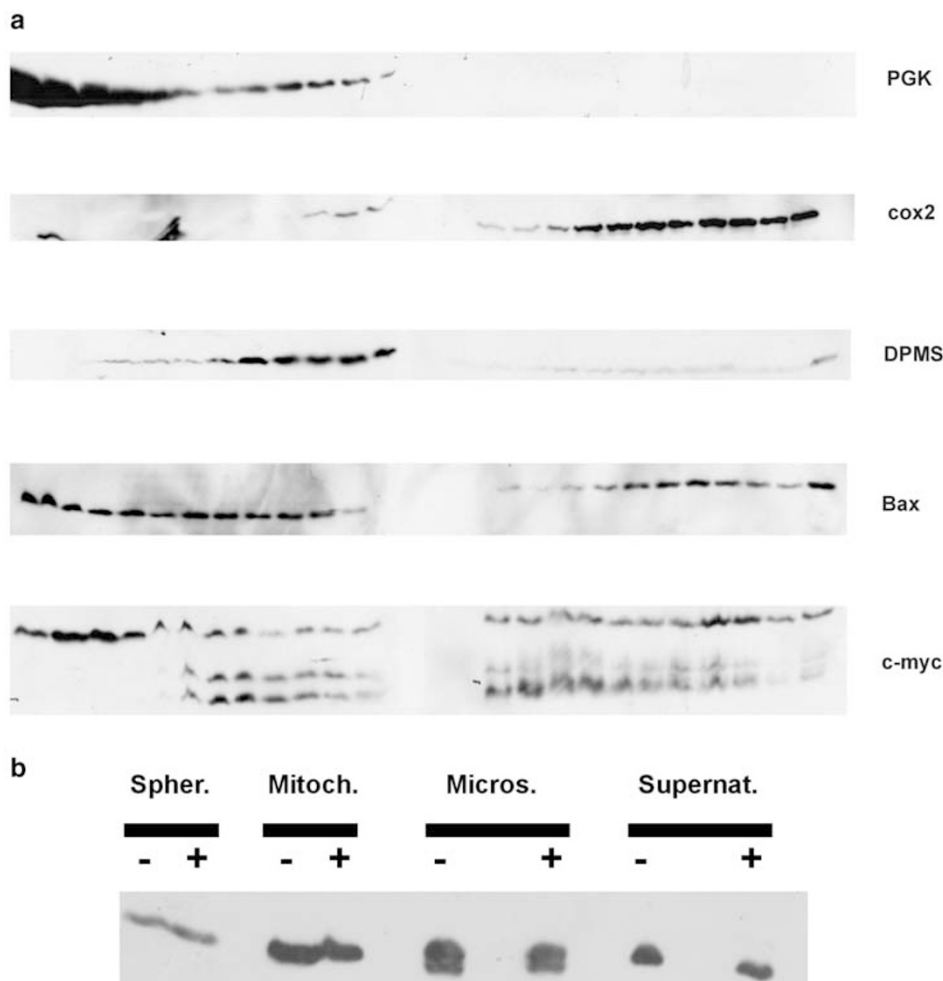 a
PGK
cox2
DPMS
Bax
c-myc
b
Spher. Mitoch. Micros. Supernat.
- + - + - + - +